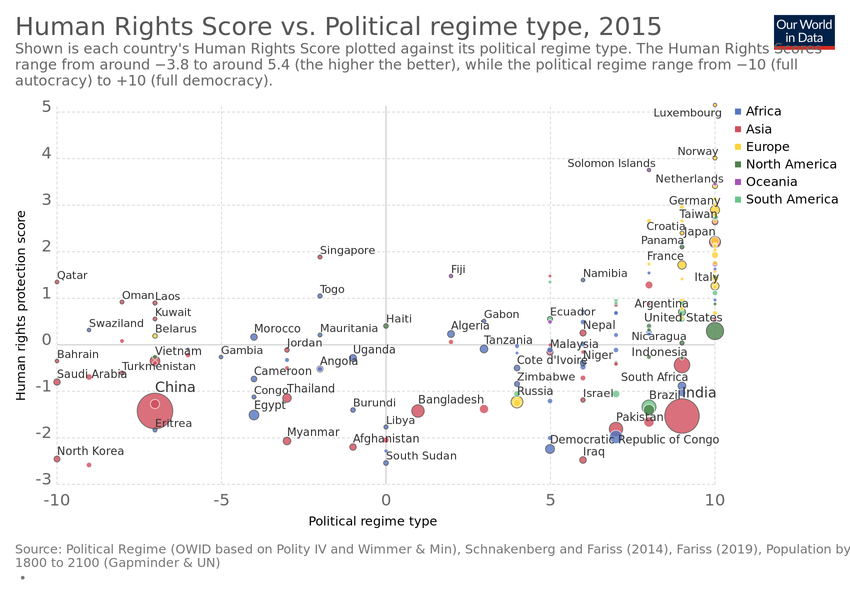 Human Rights Score vs. Political regime type, 2015
Our World
in Data
Shown is each country's Human Rights Score plotted against its political regime type. The Human Rights Scores
range from around −3.8 to around 5.4 (the higher the better), while the political regime range from −10 (full
autocracy) to +10 (full democracy).
5
Luxembourg
Africa
Asia
Europe
North America
Oceania
South America
4
Norway
Solomon Islands
Netherlands
3
Germany
Taiwan
Croatia
Japan
Panama
2
Singapore
France
Qatar
Togo
Fiji
Namibia
Italy
1
Oman
Laos
Kuwait
Swaziland
Belarus
Morocco
Mauritania
Haiti
Algeria
Gabon
Ecuador
Nepal
Argentina
United States
0
Bahrain
Vietnam
Gambia
Jordan
Uganda
Tanzania
Malaysia
Nicaragua
Indonesia
Saudi Arabia
Turkmenistan
Cameroon
Angola
Cote d'Ivoire
Niger
Zimbabwe
South Africa
-1
China
Congo
Thailand
Egypt
Burundi
Bangladesh
Russia
Israel
Brazil
India
Eritrea
Libya
Pakistan
-2
Myanmar
Afghanistan
Democratic Republic of Congo
North Korea
South Sudan
Iraq
-3
-10
-5
0
5
10
Human rights protection score
Political regime type
Source: Political Regime (OWID based on Polity IV and Wimmer & Min), Schnakenberg and Fariss (2014), Fariss (2019), Population by
1800 to 2100 (Gapminder & UN)
•